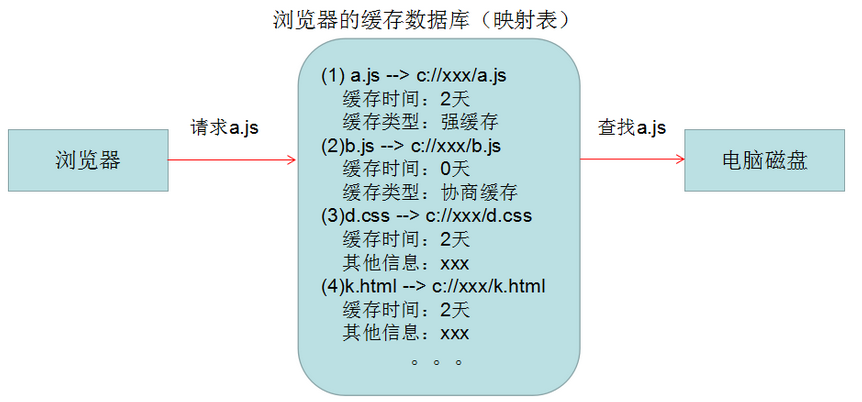 浏览器的缓存数据库（映射表）
浏览器
请求a.js
(1) a.js --> c://xxx/a.js
缓存时间：2天
缓存类型：强缓存
(2)b.js --> c://xxx/b.js
缓存时间：0天
缓存类型：协商缓存
(3)d.css --> c://xxx/d.css
缓存时间：2天
其他信息：xxx
(4)k.html --> c://xxx/k.html
缓存时间：2天
其他信息：xxx
。。。
查找a.js
电脑磁盘